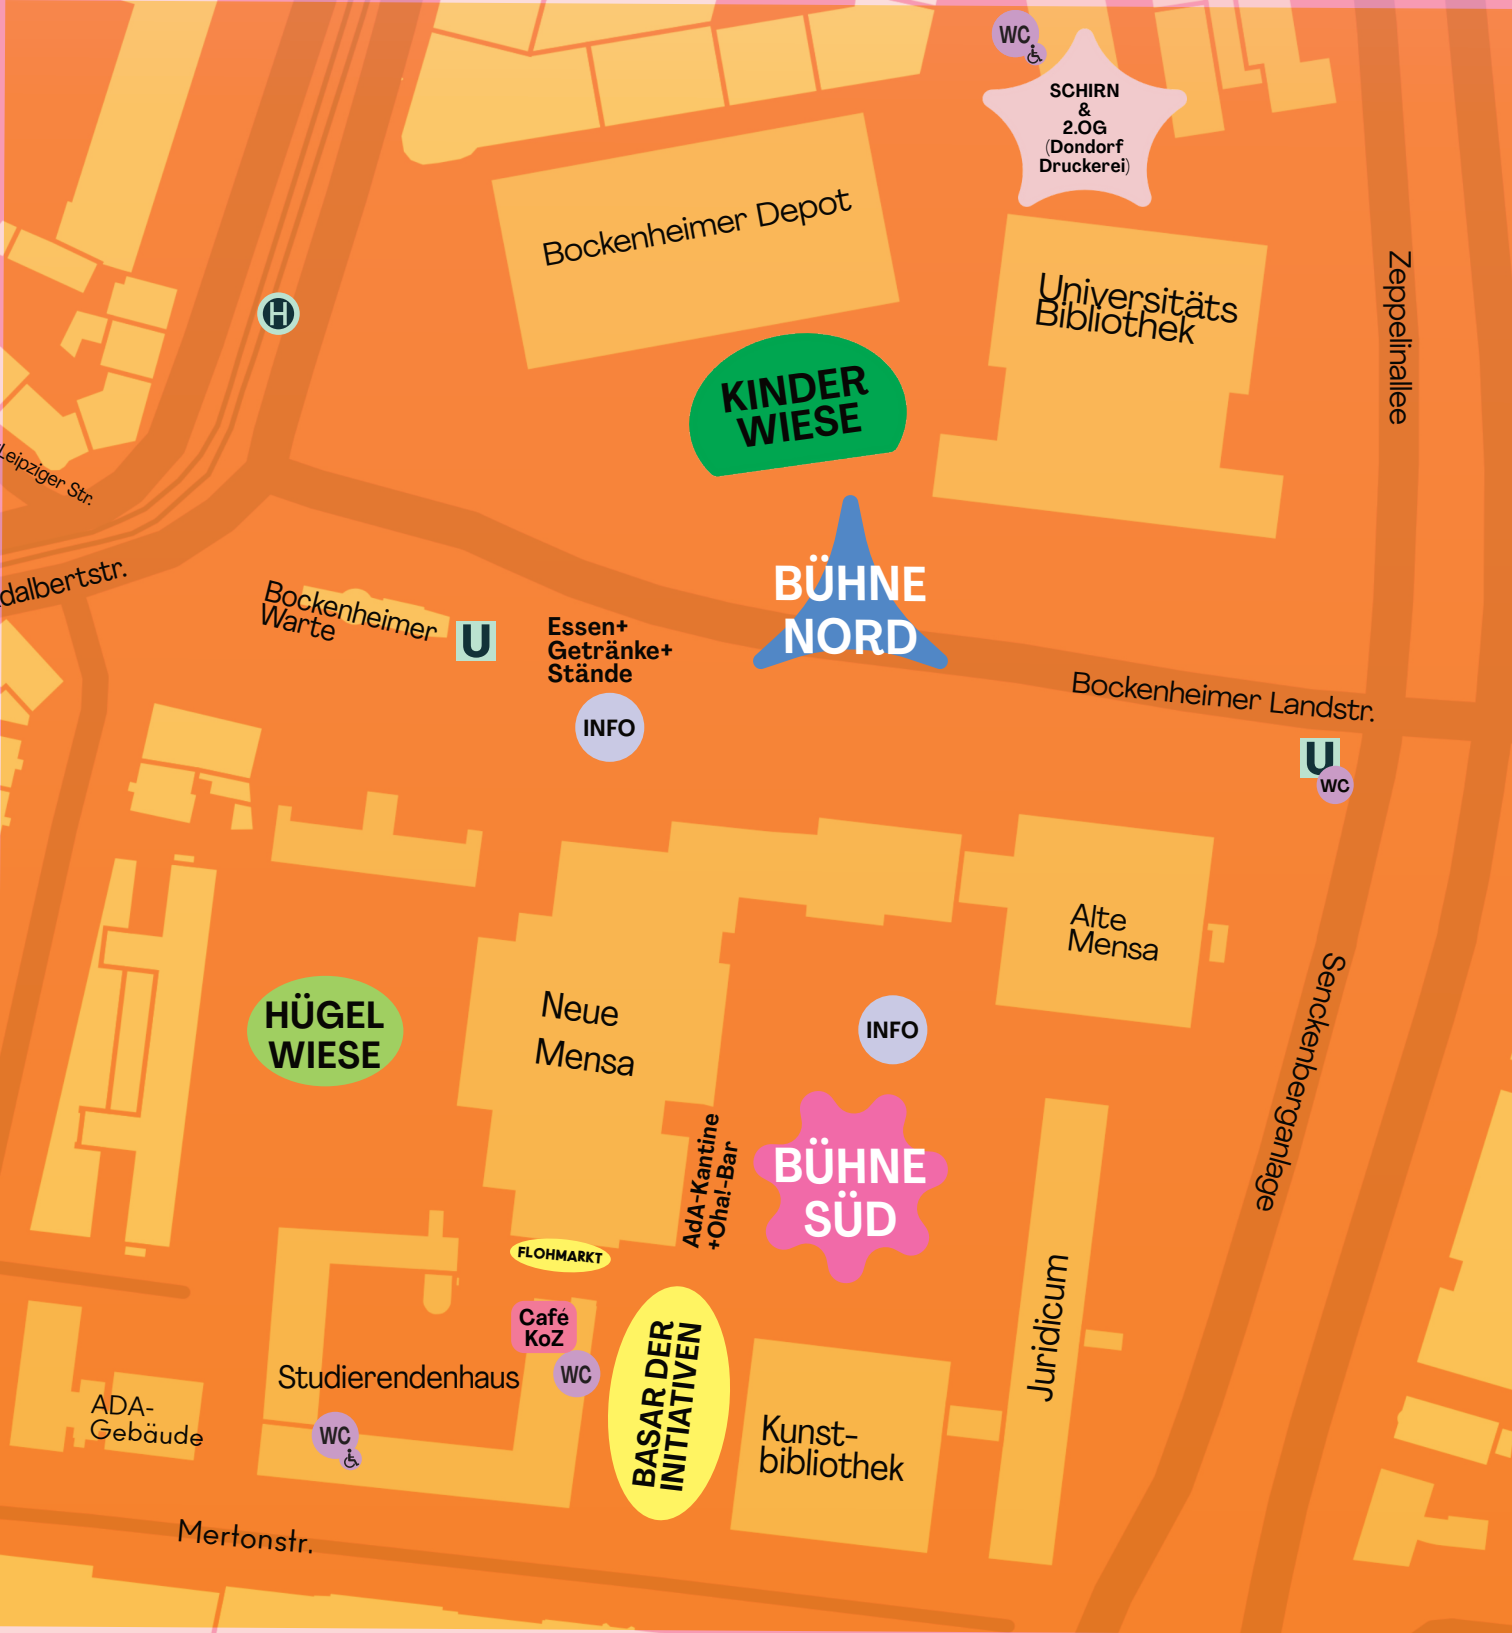 WC
SCHIRN
&
2.OG
(Dondorf
Druckerei)
Bockenheimer Depot
Universitäts
Bibliothek
Zeppelinallee
H
KINDER
WIESE
Leipziger Str.
dalbertstr.
Bockenheimer
Warte
U
Essen+
Getränke+
Stände
INFO
BÜHNE
NORD
Bockenheimer Landstr.
U
WC
Alte
Mensa
Senckenberganlage
HÜGEL
WIESE
Neue
Mensa
INFO
AdA-Kantine
+Oha!-Bar
BÜHNE
SÜD
FLOHMARKT
Café
KoZ
WC
BASAR DER
INITIATIVEN
Juridicum
Studierendenhaus
WC
ADA-
Gebäude
Kunst-
bibliothek
Mertonstr.